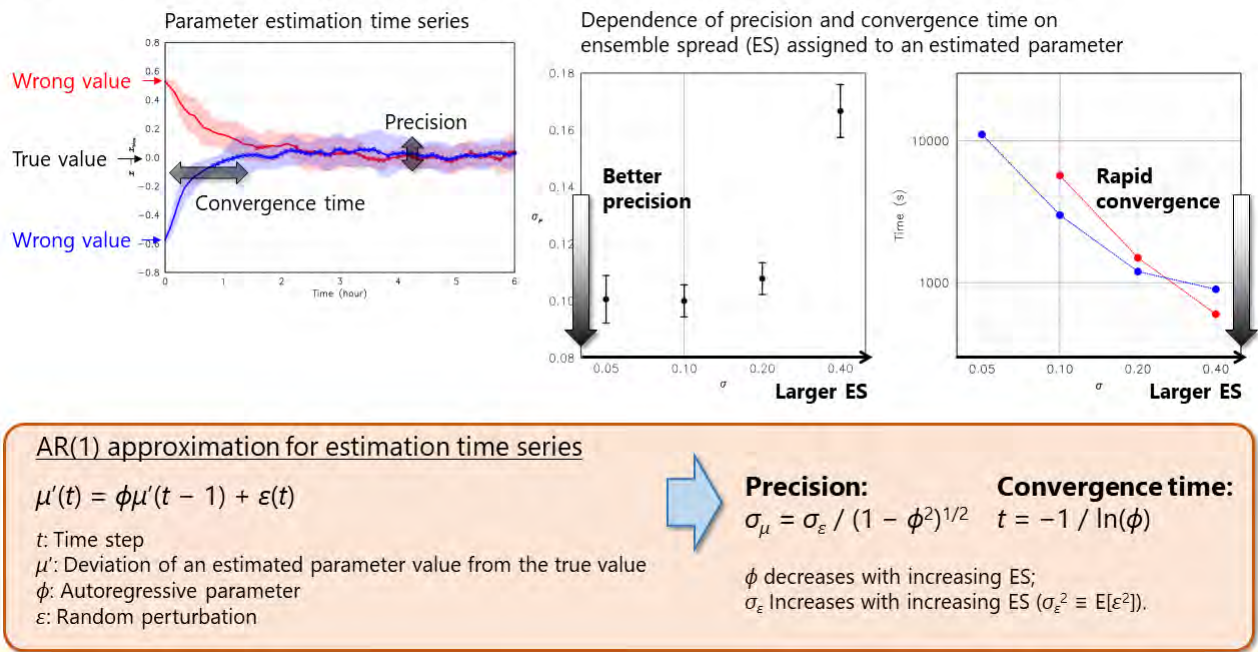 Parameter estimation time series
Wrong value
True value
Wrong value
0.8
0.6
0.4
0.2
0.0
-0.2
-0.4
-0.6
-0.8
Precision
Convergence time
0
1
2
3
4
5
6
Time (hour)
Dependence of precision and convergence time on
ensemble spread (ES) assigned to an estimated parameter
0.18
0.16
0.14
0.12
0.10
0.08
Better
precision
0.05
0.10
0.20
0.40
σ
Larger ES
Time (s)
10000
1000
Rapid
convergence
0.05
0.10
0.20
0.40
σ
Larger ES
AR(1) approximation for estimation time series
μ′(t) = ϕμ′(t − 1) + ε(t)
t: Time step
μ′: Deviation of an estimated parameter value from the true value
ϕ: Autoregressive parameter
ε: Random perturbation
Precision:
σμ = σε / (1 − ϕ²)¹ᐟ²
Convergence time:
t = −1 / ln(ϕ)
ϕ decreases with increasing ES;
σε Increases with increasing ES (σε² ≡ E[ε²]).